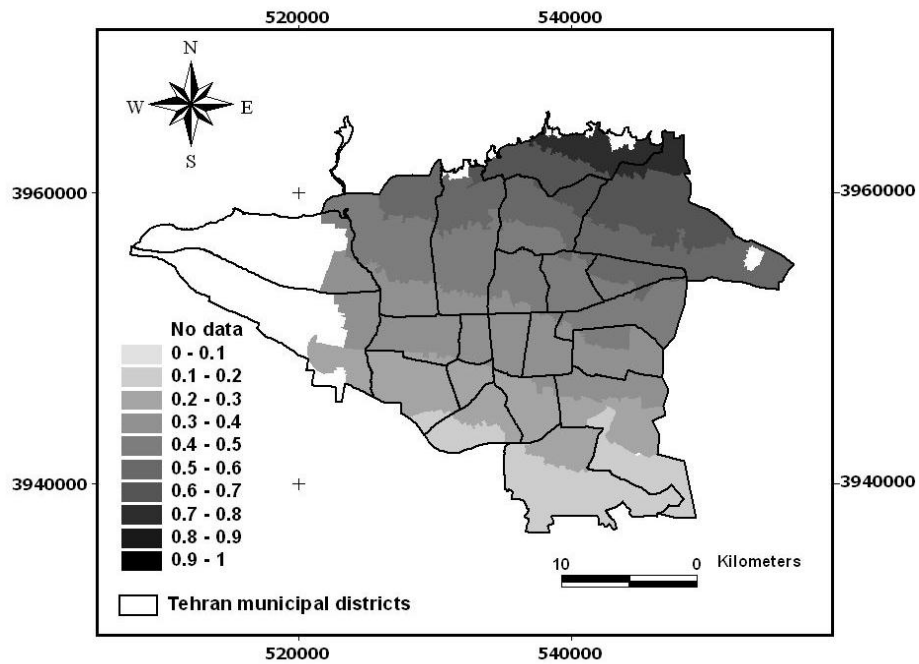 520000 540000
N
W E
S
3960000 3960000
No data
0 - 0.1
0.1 - 0.2
0.2 - 0.3
0.3 - 0.4
0.4 - 0.5
0.5 - 0.6
0.6 - 0.7
0.7 - 0.8
0.8 - 0.9
0.9 - 1
3940000 3940000
10 0 Kilometers
Tehran municipal districts
520000 540000